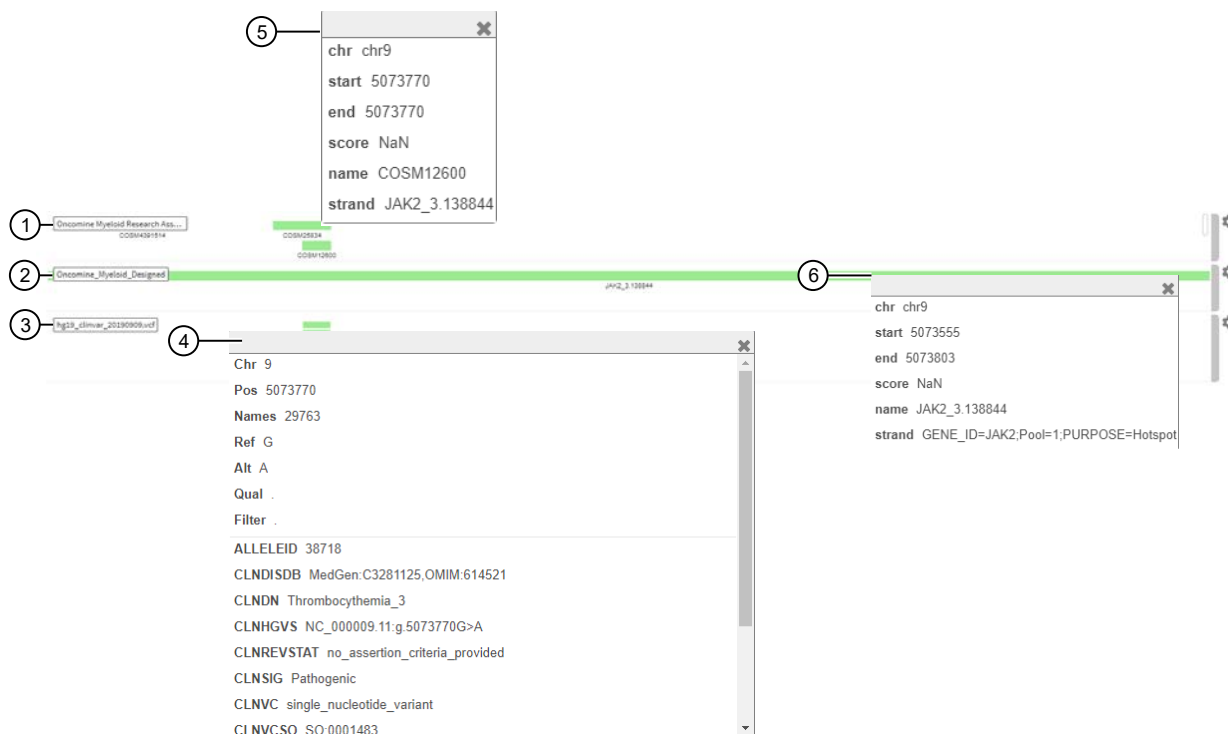 5
chr chr9
start 5073770
end 5073770
score NaN
name COSM12600
strand JAK2_3.138844
1
Oncomine Myeloid Research Ass...
COSM4391514
COSM25834
COSM12600
2
Oncomine_Myeloid_Designed
JAK2_3.138844
6
chr chr9
start 5073555
end 5073803
score NaN
name JAK2_3.138844
strand GENE_ID=JAK2;Pool=1;PURPOSE=Hotspot
3
hg19_clinvar_20190909.vcf
4
Chr 9
Pos 5073770
Names 29763
Ref G
Alt A
Qual .
Filter .
ALLELEID 38718
CLNDISDB MedGen:C3281125,OMIM:614521
CLNDN Thrombocythemia_3
CLNHGVS NC_000009.11:g.5073770G>A
CLNREVSTAT no_assertion_criteria_provided
CLNSIG Pathogenic
CLNVC single_nucleotide_variant
CLNVCSO SO:0001483